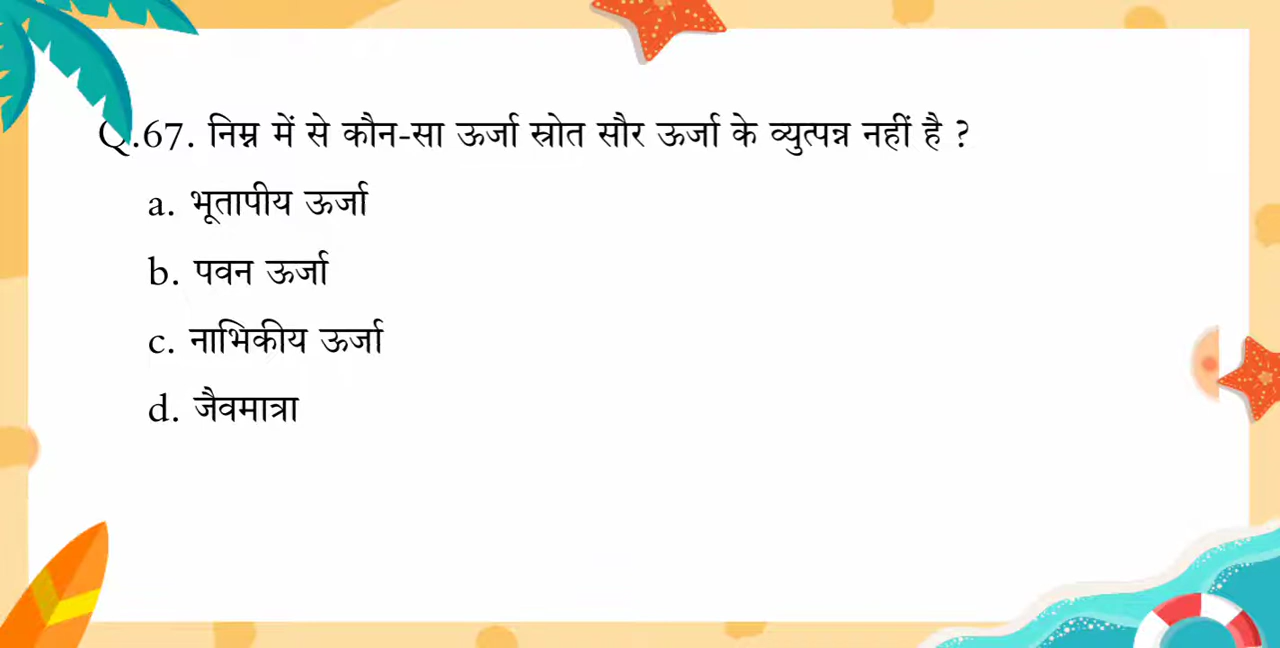 Q.67. निम्न में से कौन-सा ऊर्जा स्रोत सौर ऊर्जा के व्युत्पन्न नहीं है ?
a. भूतापीय ऊर्जा
b. पवन ऊर्जा
c. नाभिकीय ऊर्जा
d. जैवमात्रा